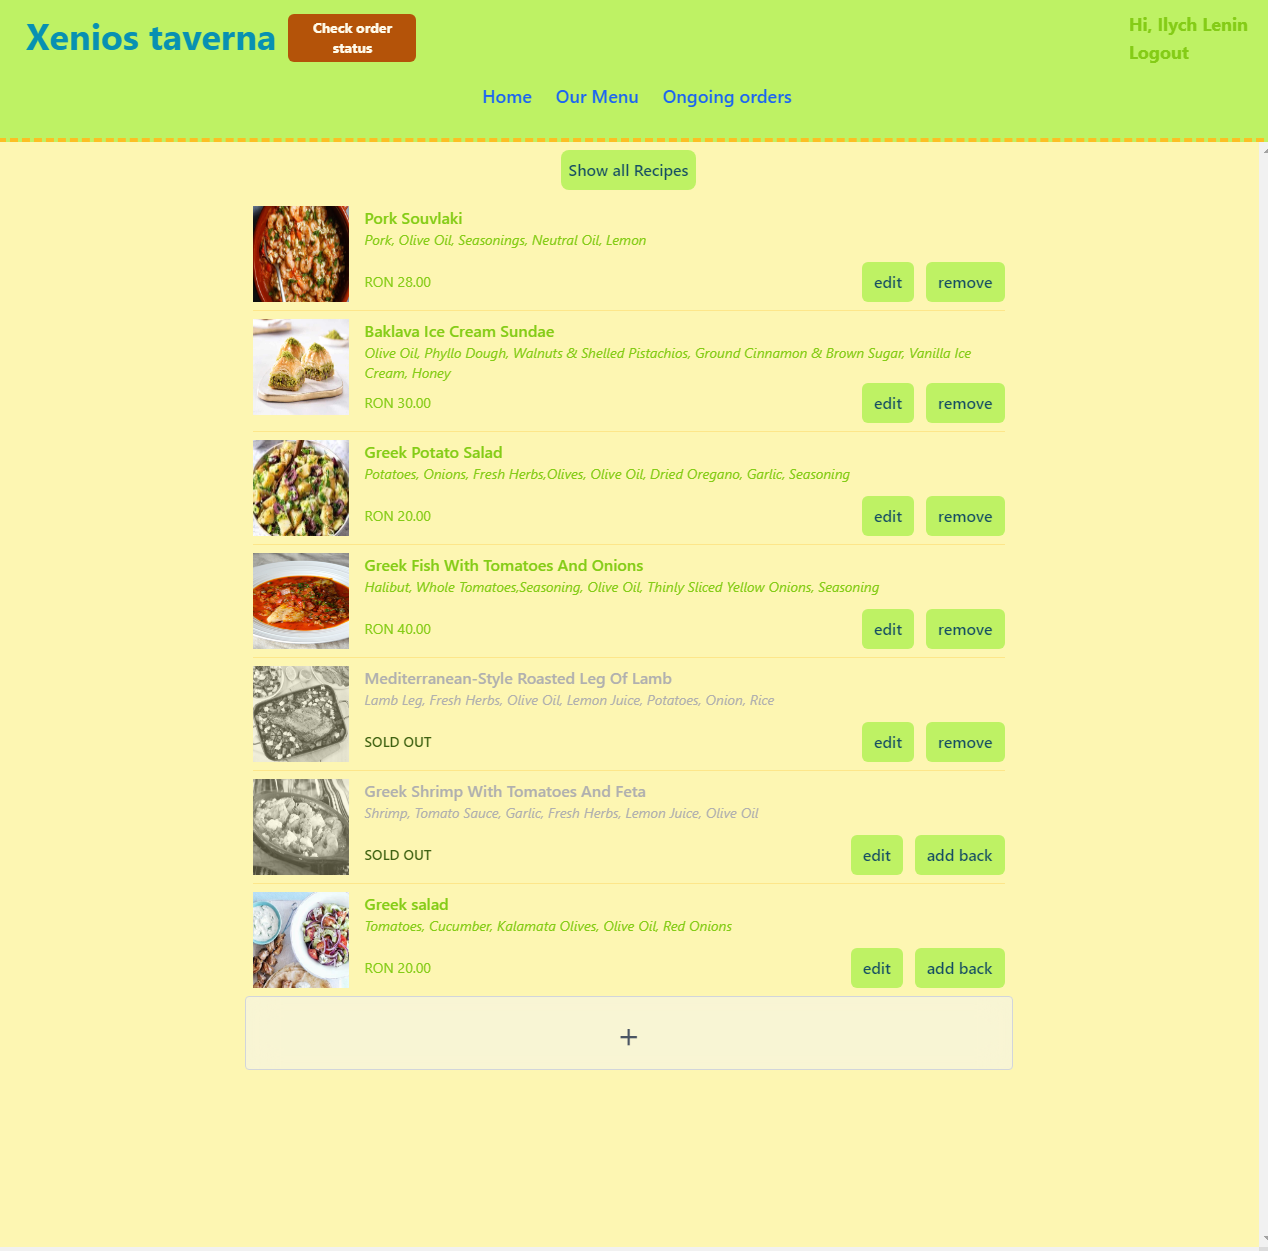 Xenios taverna
Check order
status
Hi, Ilych Lenin
Logout
Home Our Menu Ongoing orders
Show all Recipes
Pork Souvlaki
Pork, Olive Oil, Seasonings, Neutral Oil, Lemon
RON 28.00 edit remove
Baklava Ice Cream Sundae
Olive Oil, Phyllo Dough, Walnuts & Shelled Pistachios, Ground Cinnamon & Brown Sugar, Vanilla Ice
Cream, Honey
RON 30.00 edit remove
Greek Potato Salad
Potatoes, Onions, Fresh Herbs,Olives, Olive Oil, Dried Oregano, Garlic, Seasoning
RON 20.00 edit remove
Greek Fish With Tomatoes And Onions
Halibut, Whole Tomatoes,Seasoning, Olive Oil, Thinly Sliced Yellow Onions, Seasoning
RON 40.00 edit remove
Mediterranean-Style Roasted Leg Of Lamb
Lamb Leg, Fresh Herbs, Olive Oil, Lemon Juice, Potatoes, Onion, Rice
SOLD OUT edit remove
Greek Shrimp With Tomatoes And Feta
Shrimp, Tomato Sauce, Garlic, Fresh Herbs, Lemon Juice, Olive Oil
SOLD OUT edit add back
Greek salad
Tomatoes, Cucumber, Kalamata Olives, Olive Oil, Red Onions
RON 20.00 edit add back
+